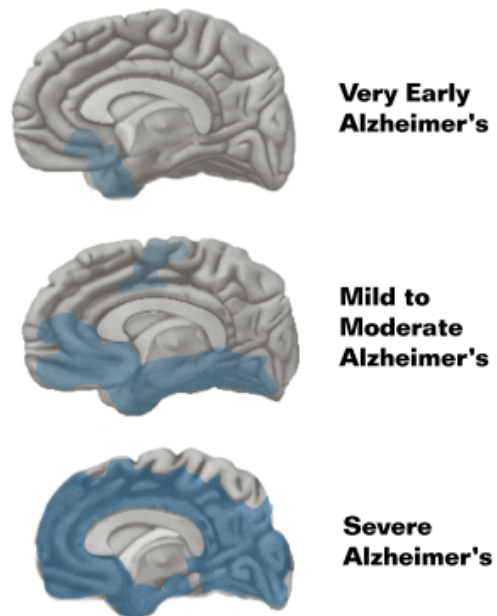 Very Early
Alzheimer's
Mild to
Moderate
Alzheimer's
Severe
Alzheimer's